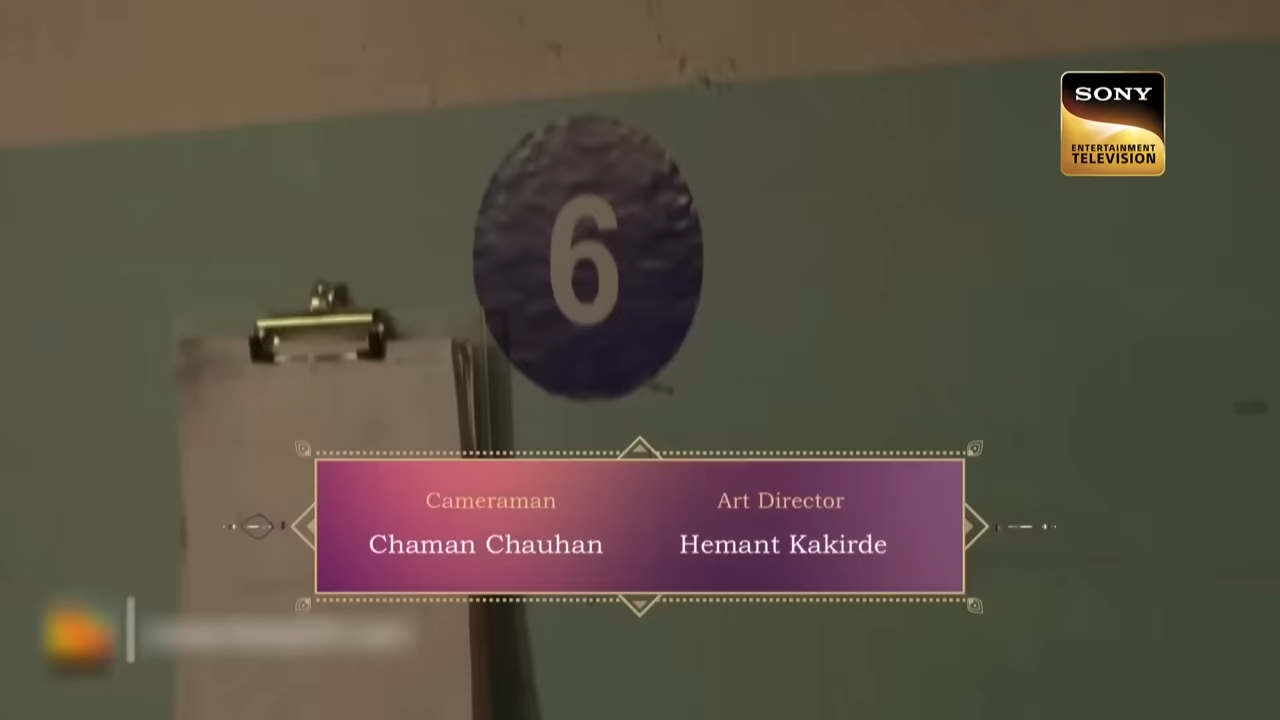 SONY
ENTERTAINMENT
TELEVISION
6
Cameraman
Art Director
Chaman Chauhan
Hemant Kakirde